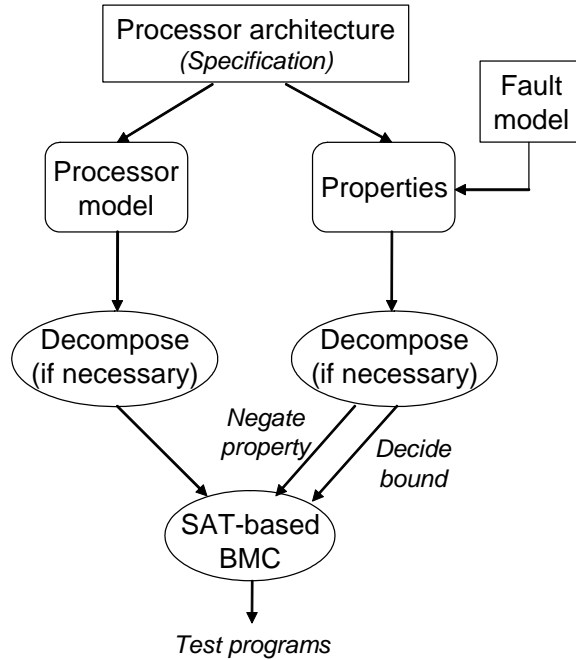 Processor architecture
(Specification)
Fault
model
Processor
model
Properties
Decompose
(if necessary)
Decompose
(if necessary)
Negate
property
Decide
bound
SAT-based
BMC
Test programs